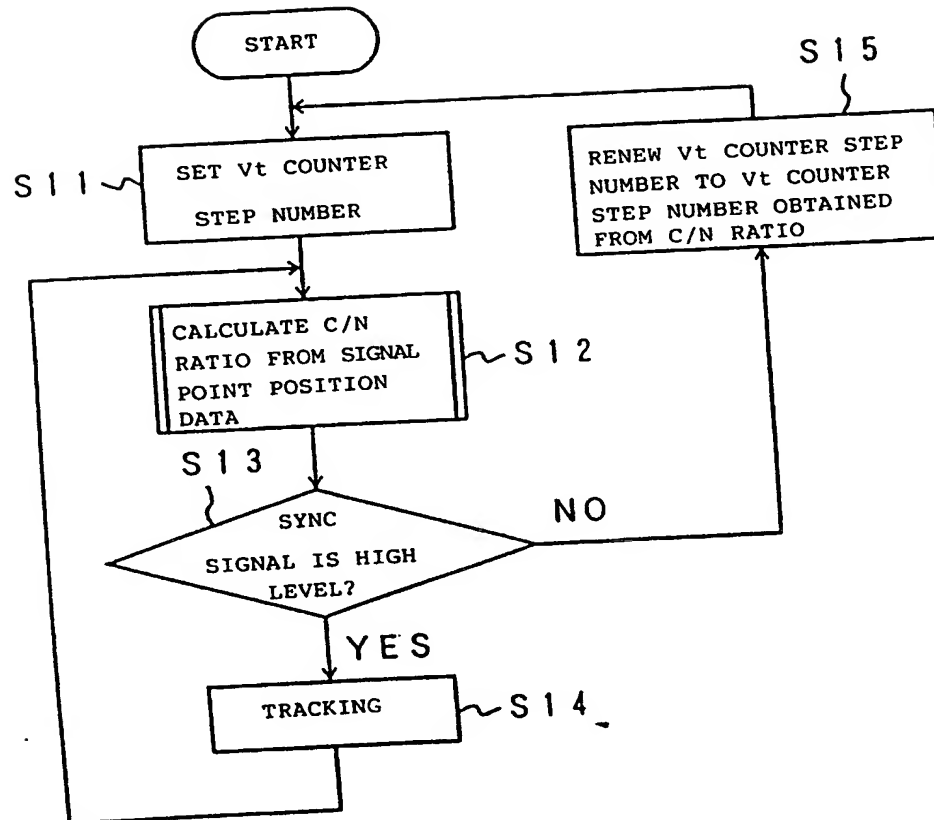 START
S15
RENEW Vt COUNTER STEP
NUMBER TO Vt COUNTER
STEP NUMBER OBTAINED
FROM C/N RATIO
S11
SET Vt COUNTER
STEP NUMBER
CALCULATE C/N
RATIO FROM SIGNAL
POINT POSITION
DATA
S12
S13
SYNC
SIGNAL IS HIGH
LEVEL?
NO
YES
TRACKING
S14